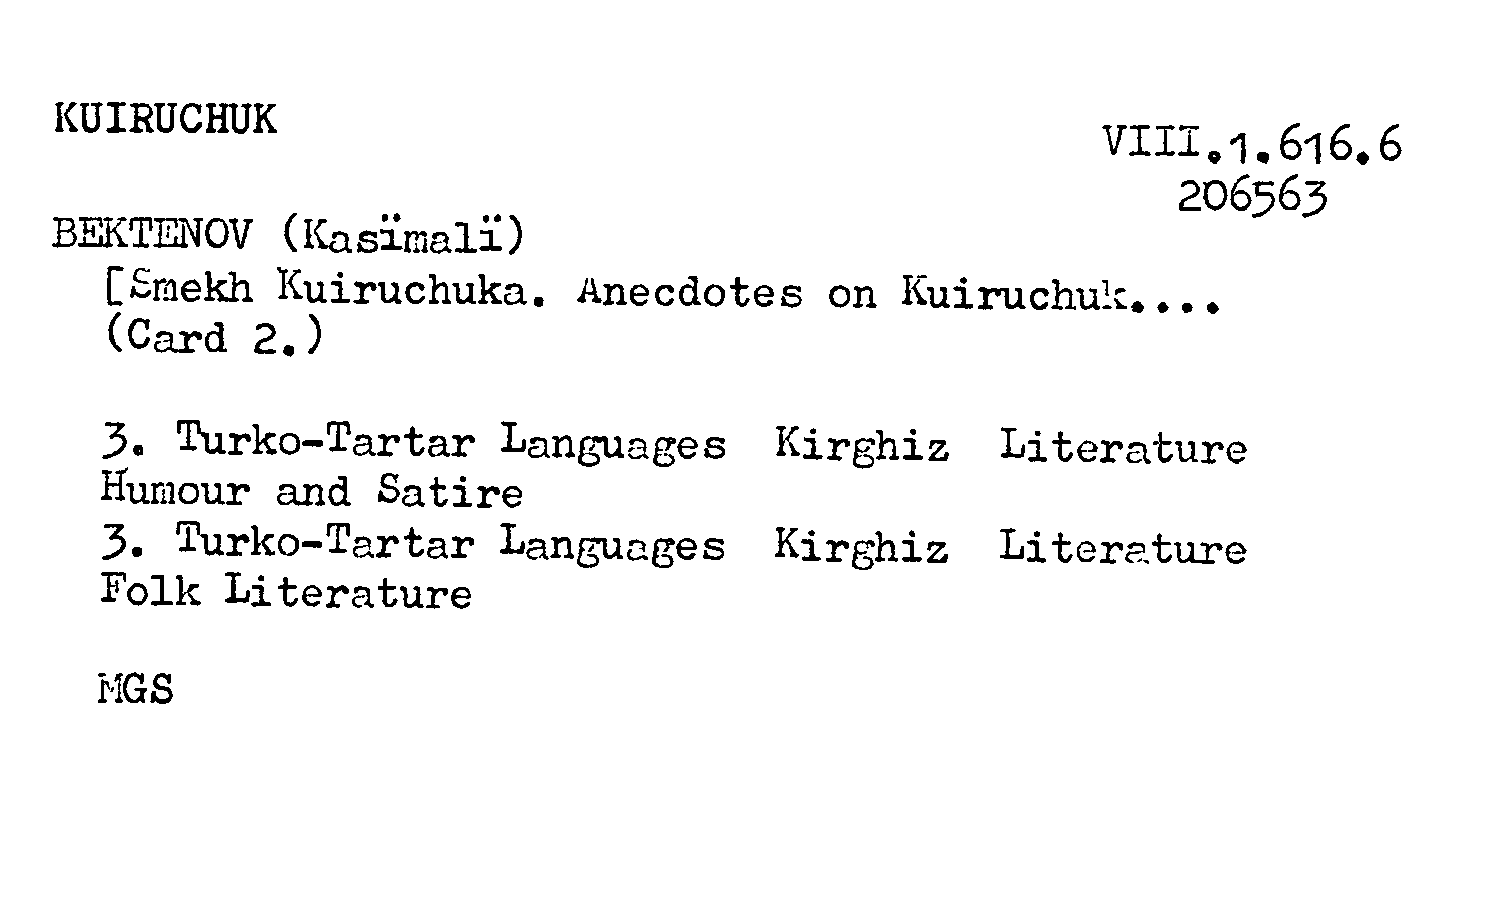 KUIRUCHUK
VIII.1.616.6
206563
BEKTENOV (Kasïmalï)
[Smekh Kuiruchuka. Anecdotes on Kuiruchuk....
(Card 2.)
3. Turko-Tartar Languages Kirghiz Literature
Humour and Satire
3. Turko-Tartar Languages Kirghiz Literature
Folk Literature
MGS